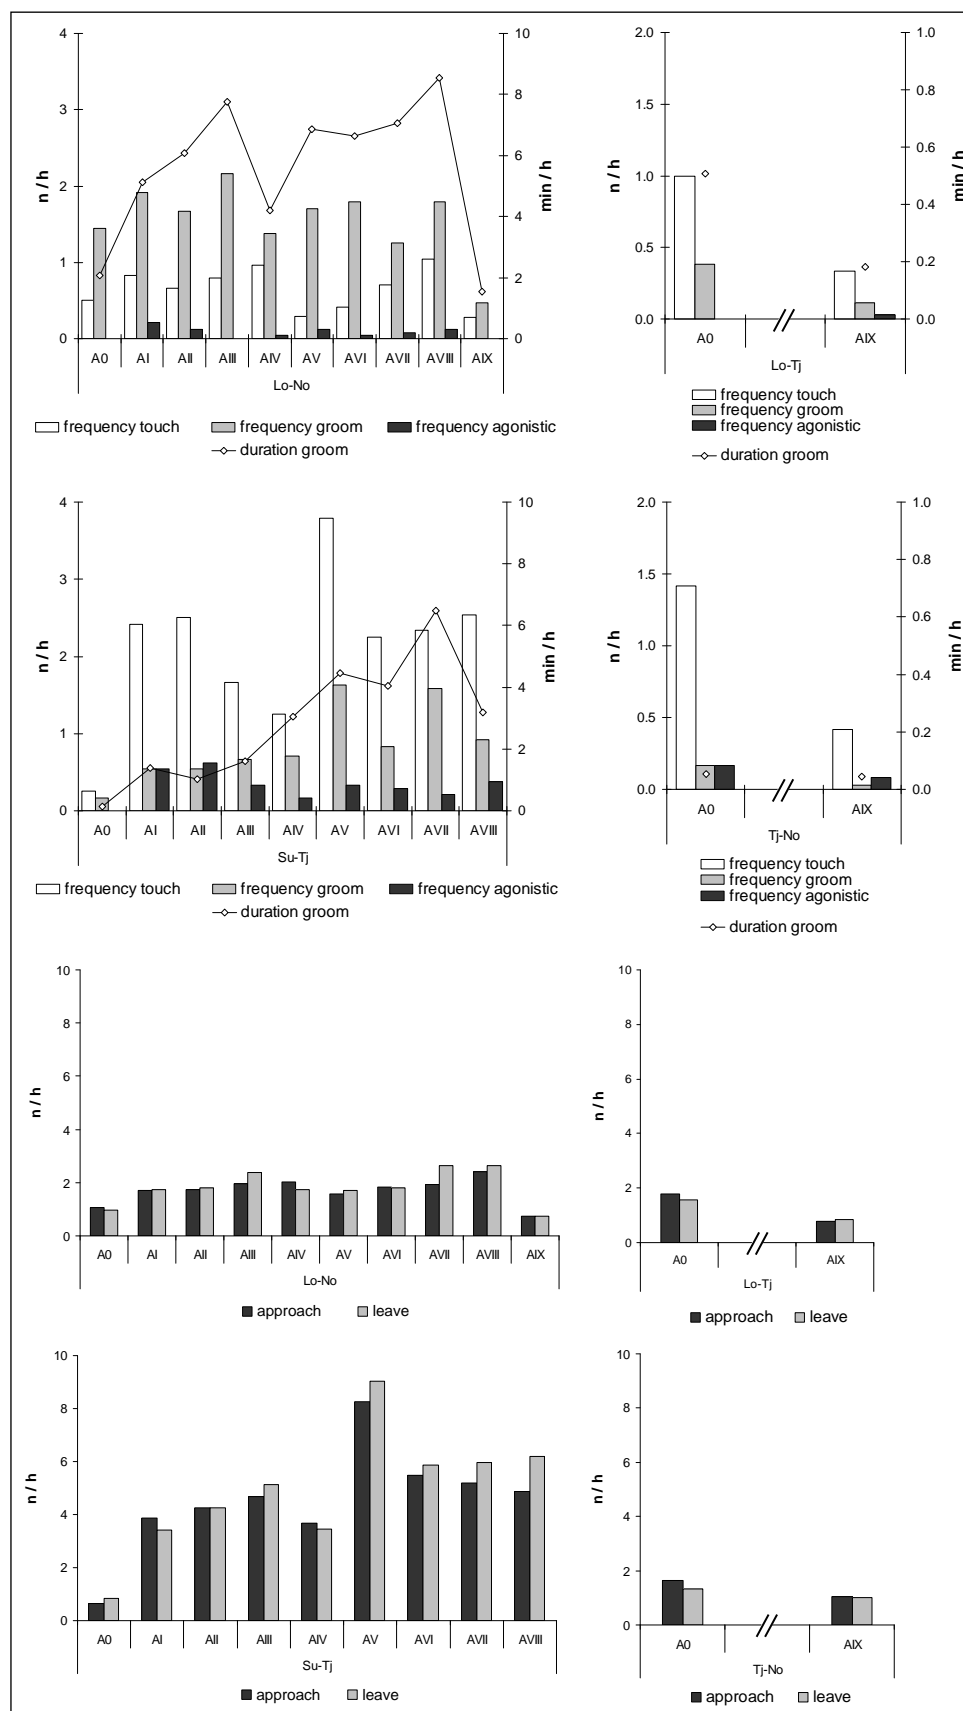 4
3
2
1
0
n / h
10
8
6
4
2
0
min / h
A0 AI AII AIII AIV AV AVI AVII AVIII AIX
Lo-No
frequency touch frequency groom frequency agonistic
duration groom
2.0
1.5
1.0
0.5
0.0
n / h
1.0
0.8
0.6
0.4
0.2
0.0
min / h
A0 AIX
Lo-Tj
frequency touch
frequency groom
frequency agonistic
duration groom
4
3
2
1
0
n / h
10
8
6
4
2
0
min / h
A0 AI AII AIII AIV AV AVI AVII AVIII
Su-Tj
frequency touch frequency groom frequency agonistic
duration groom
2.0
1.5
1.0
0.5
0.0
n / h
1.0
0.8
0.6
0.4
0.2
0.0
min / h
A0 AIX
Tj-No
frequency touch
frequency groom
frequency agonistic
duration groom
10
8
6
4
2
0
n / h
A0 AI AII AIII AIV AV AVI AVII AVIII AIX
Lo-No
approach leave
10
8
6
4
2
0
n / h
A0 AIX
Lo-Tj
approach leave
10
8
6
4
2
0
n / h
A0 AI AII AIII AIV AV AVI AVII AVIII
Su-Tj
approach leave
10
8
6
4
2
0
n / h
A0 AIX
Tj-No
approach leave